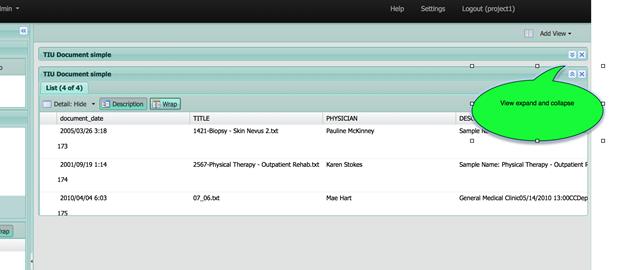 dmin
Help Settings Logout (project1)
Add View
TIU Document simple
TIU Document simple
List (4 of 4)
Detail: Hide Description Wrap
View expand and collapse
document_date TITLE PHYSICIAN
2005/03/26 3:18 1421-Biopsy - Skin Nevus 2.txt Pauline McKinney Sample
173
2001/09/19 1:14 2567-Physical Therapy - Outpatient Rehab.txt Karen Stokes Sample Name: Physical Therapy - Outpatient R
174
2010/04/04 6:03 07_06.txt Mae Hart General Medical Clinic05/14/2010 13:00CCDep
175
rap